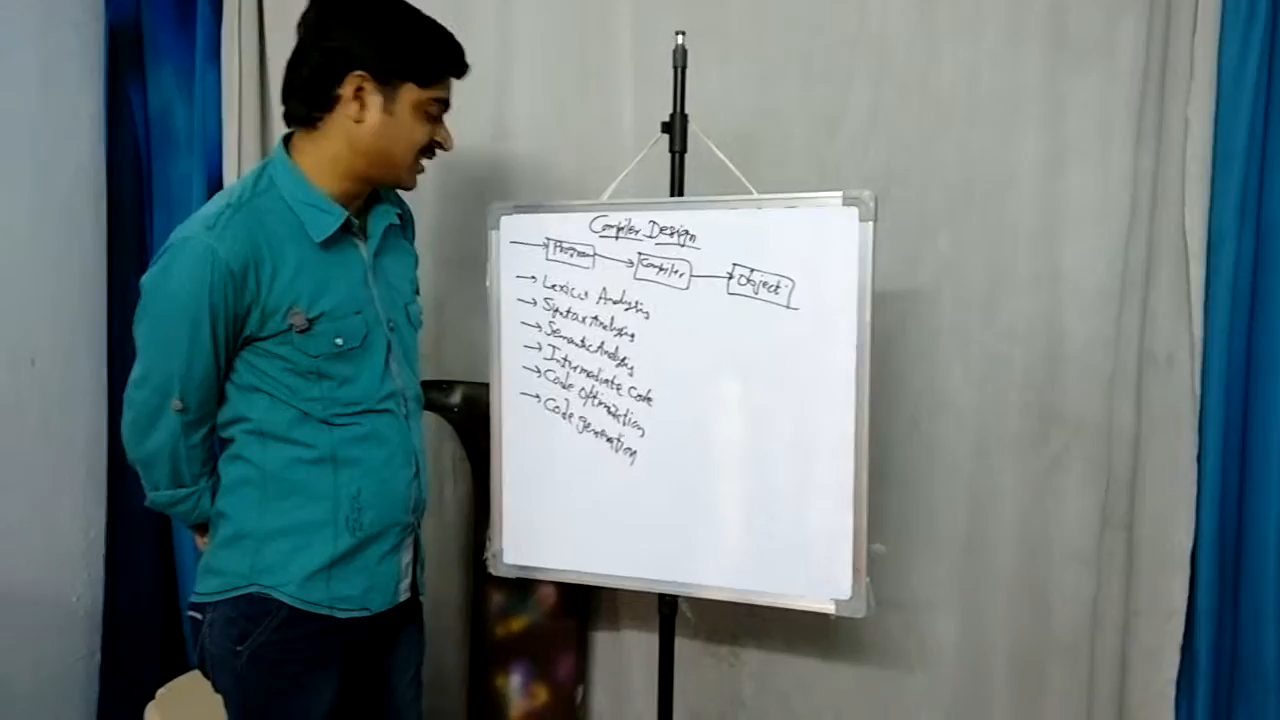 Compiler Design
Program Compiler Object
Lexical Analysis
Syntax Analysis
Semantic Analysis
Intermediate code
Code optimization
Code generation